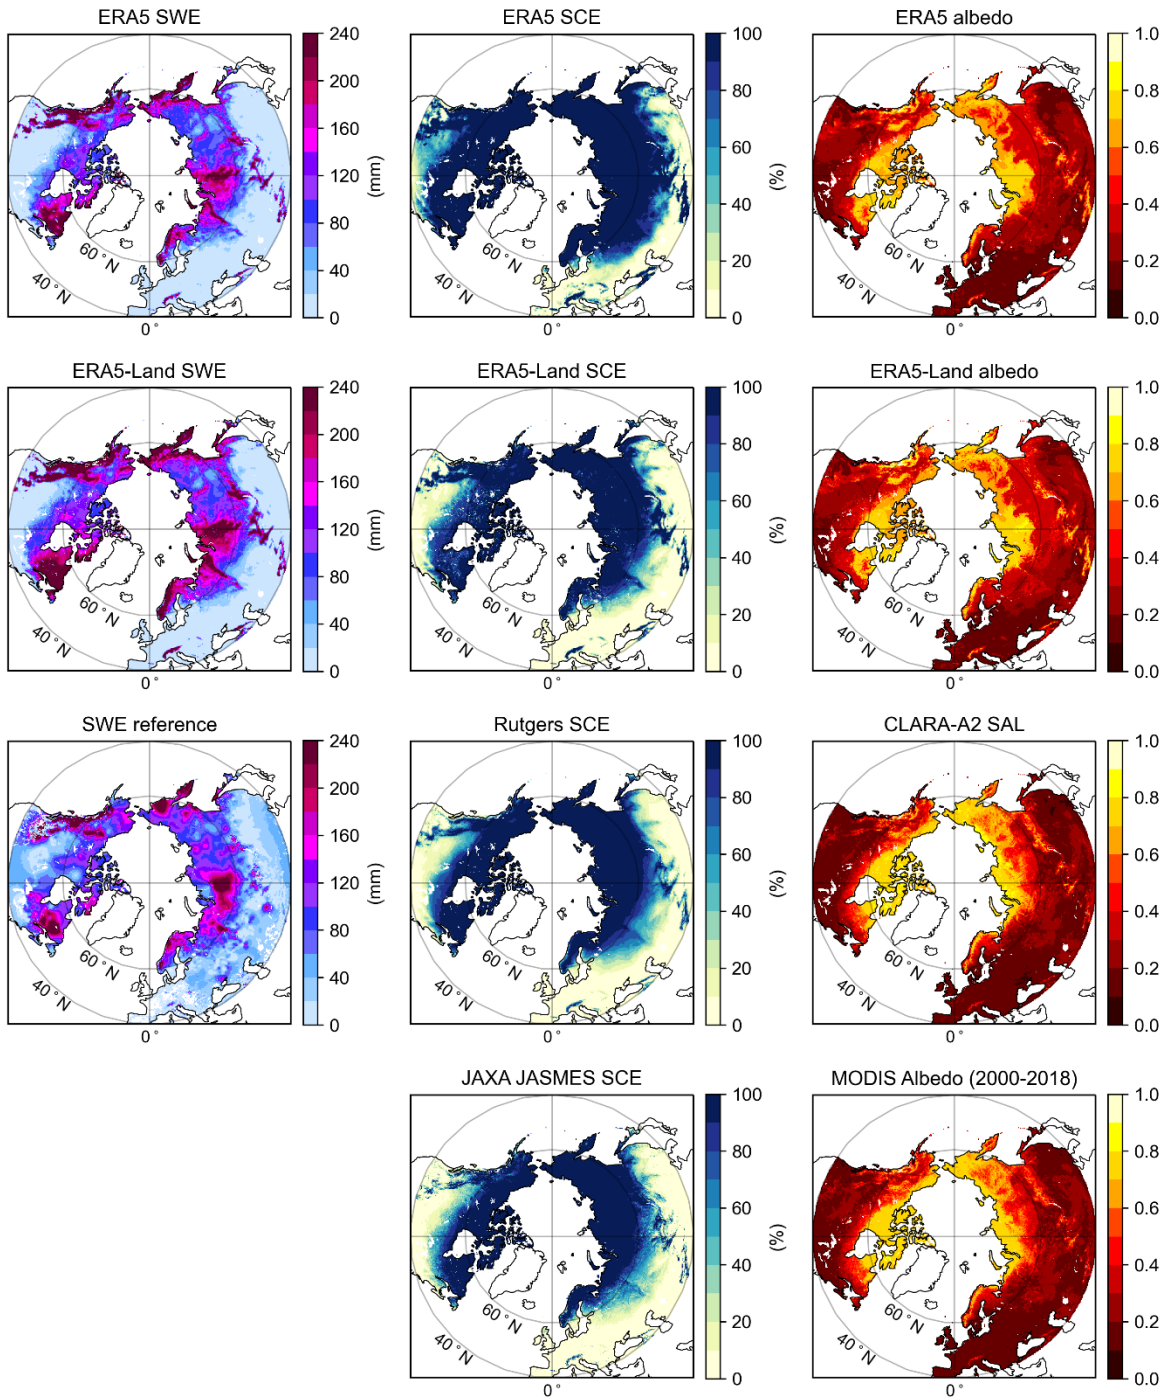 ERA5 SWE
ERA5 SCE
ERA5 albedo
240
200
160
120
80
40
0
(mm)
60°N
40°N
0°
100
80
60
40
20
0
(%)
60°N
40°N
0°
1.0
0.8
0.6
0.4
0.2
0.0
60°N
40°N
0°
ERA5-Land SWE
ERA5-Land SCE
ERA5-Land albedo
240
200
160
120
80
40
0
(mm)
60°N
40°N
0°
100
80
60
40
20
0
(%)
60°N
40°N
0°
1.0
0.8
0.6
0.4
0.2
0.0
60°N
40°N
0°
SWE reference
Rutgers SCE
CLARA-A2 SAL
240
200
160
120
80
40
0
(mm)
60°N
40°N
0°
100
80
60
40
20
0
(%)
60°N
40°N
0°
1.0
0.8
0.6
0.4
0.2
0.0
60°N
40°N
0°
JAXA JASMES SCE
MODIS Albedo (2000-2018)
100
80
60
40
20
0
(%)
60°N
40°N
0°
1.0
0.8
0.6
0.4
0.2
0.0
60°N
40°N
0°